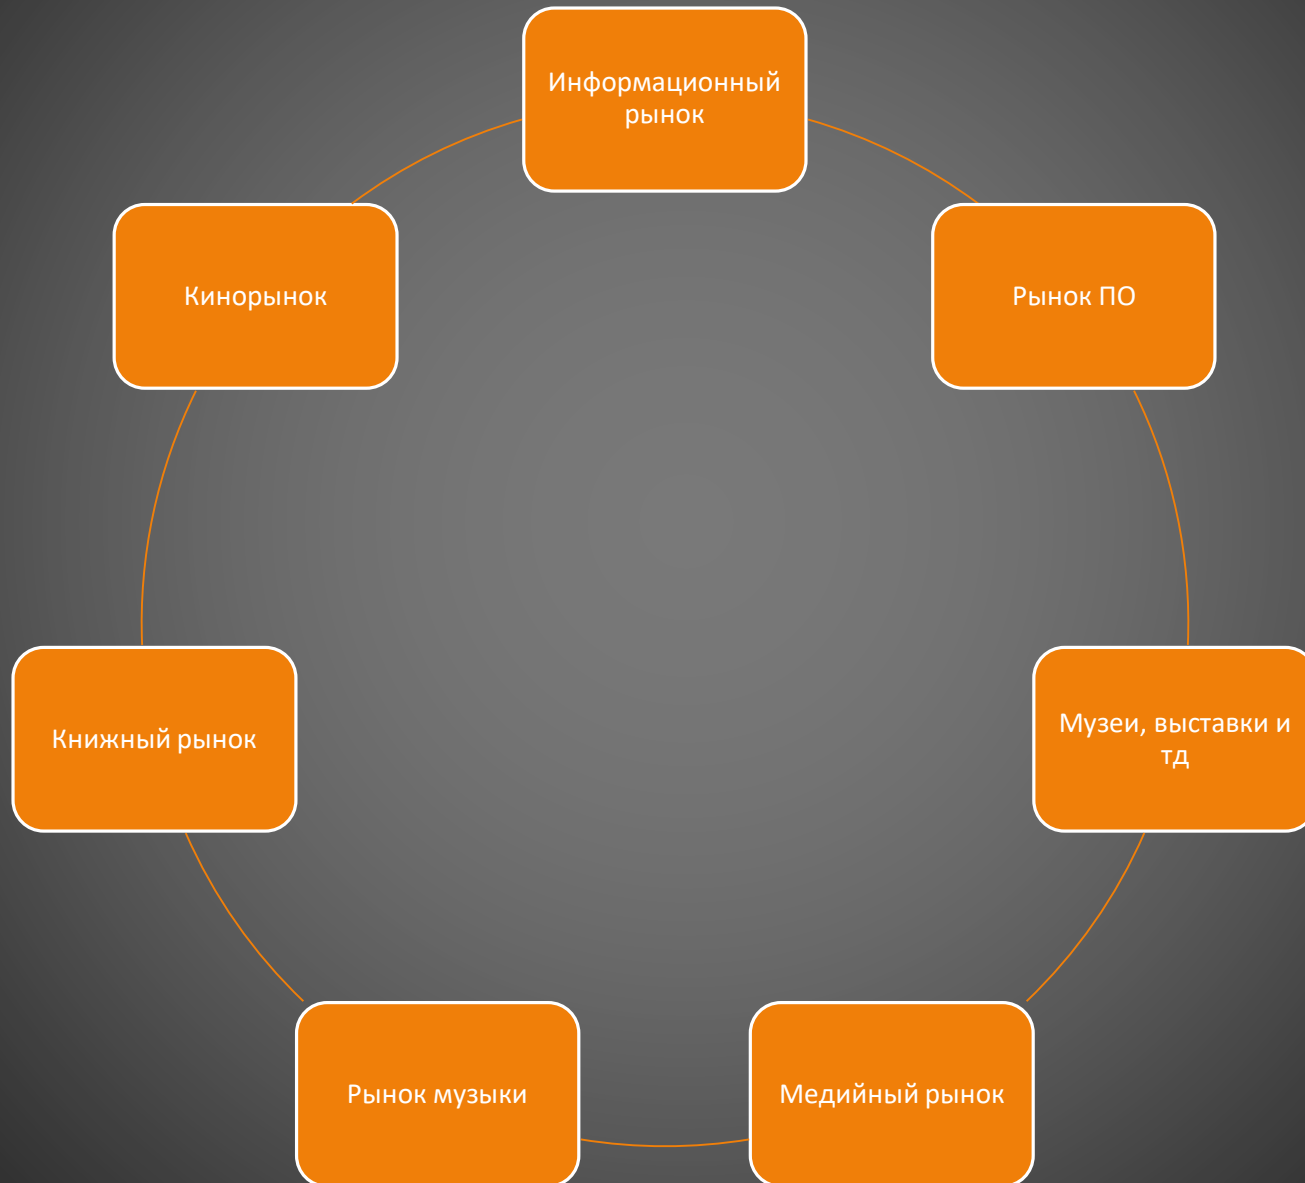 Информационный
рынок
Кинорынок
Рынок ПО
Книжный рынок
Музеи, выставки и
тд
Рынок музыки
Медийный рынок